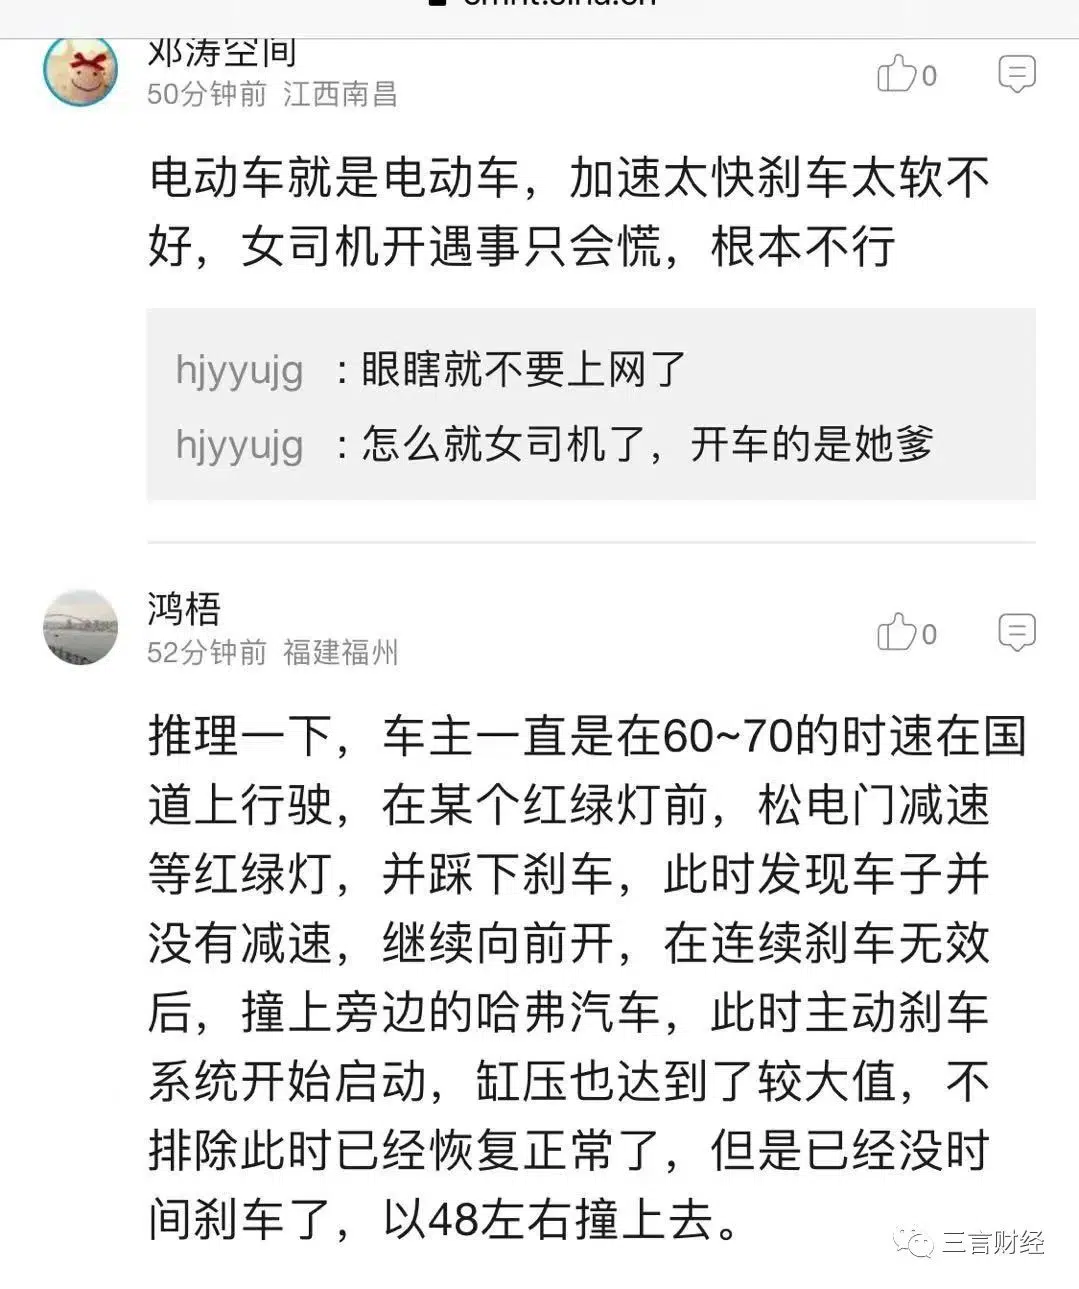 cmnt.sina.cn
邓涛空间
50分钟前 江西南昌
0
电动车就是电动车，加速太快刹车太软不
好，女司机开遇事只会慌，根本不行
hjyyujg ：眼瞎就不要上网了
hjyyujg ：怎么就女司机了，开车的是她爹
鸿梧
52分钟前 福建福州
0
推理一下，车主一直是在60~70的时速在国
道上行驶，在某个红绿灯前，松电门减速
等红绿灯，并踩下刹车，此时发现车子并
没有减速，继续向前开，在连续刹车无效
后，撞上旁边的哈弗汽车，此时主动刹车
系统开始启动，缸压也达到了较大值，不
排除此时已经恢复正常了，但是已经没时
间刹车了，以48左右撞上去。
三言财经